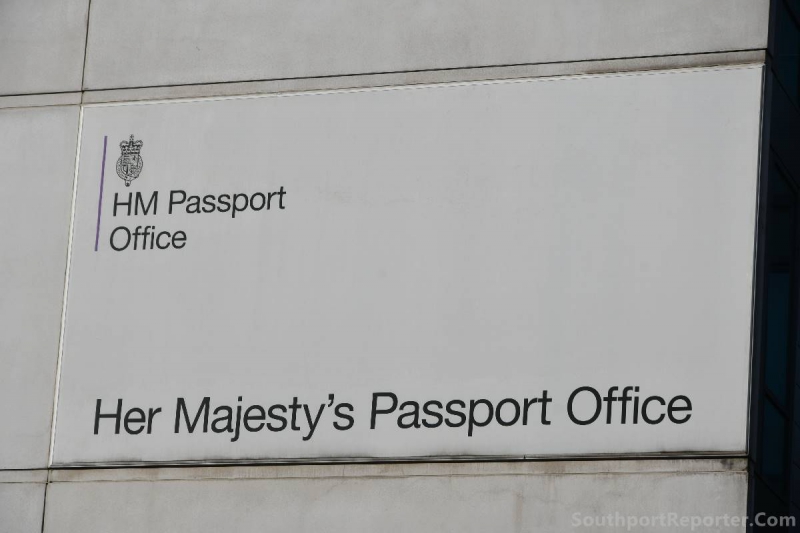 HM Passport
Office
Her Majesty's Passport Office
SouthportReporter.Com